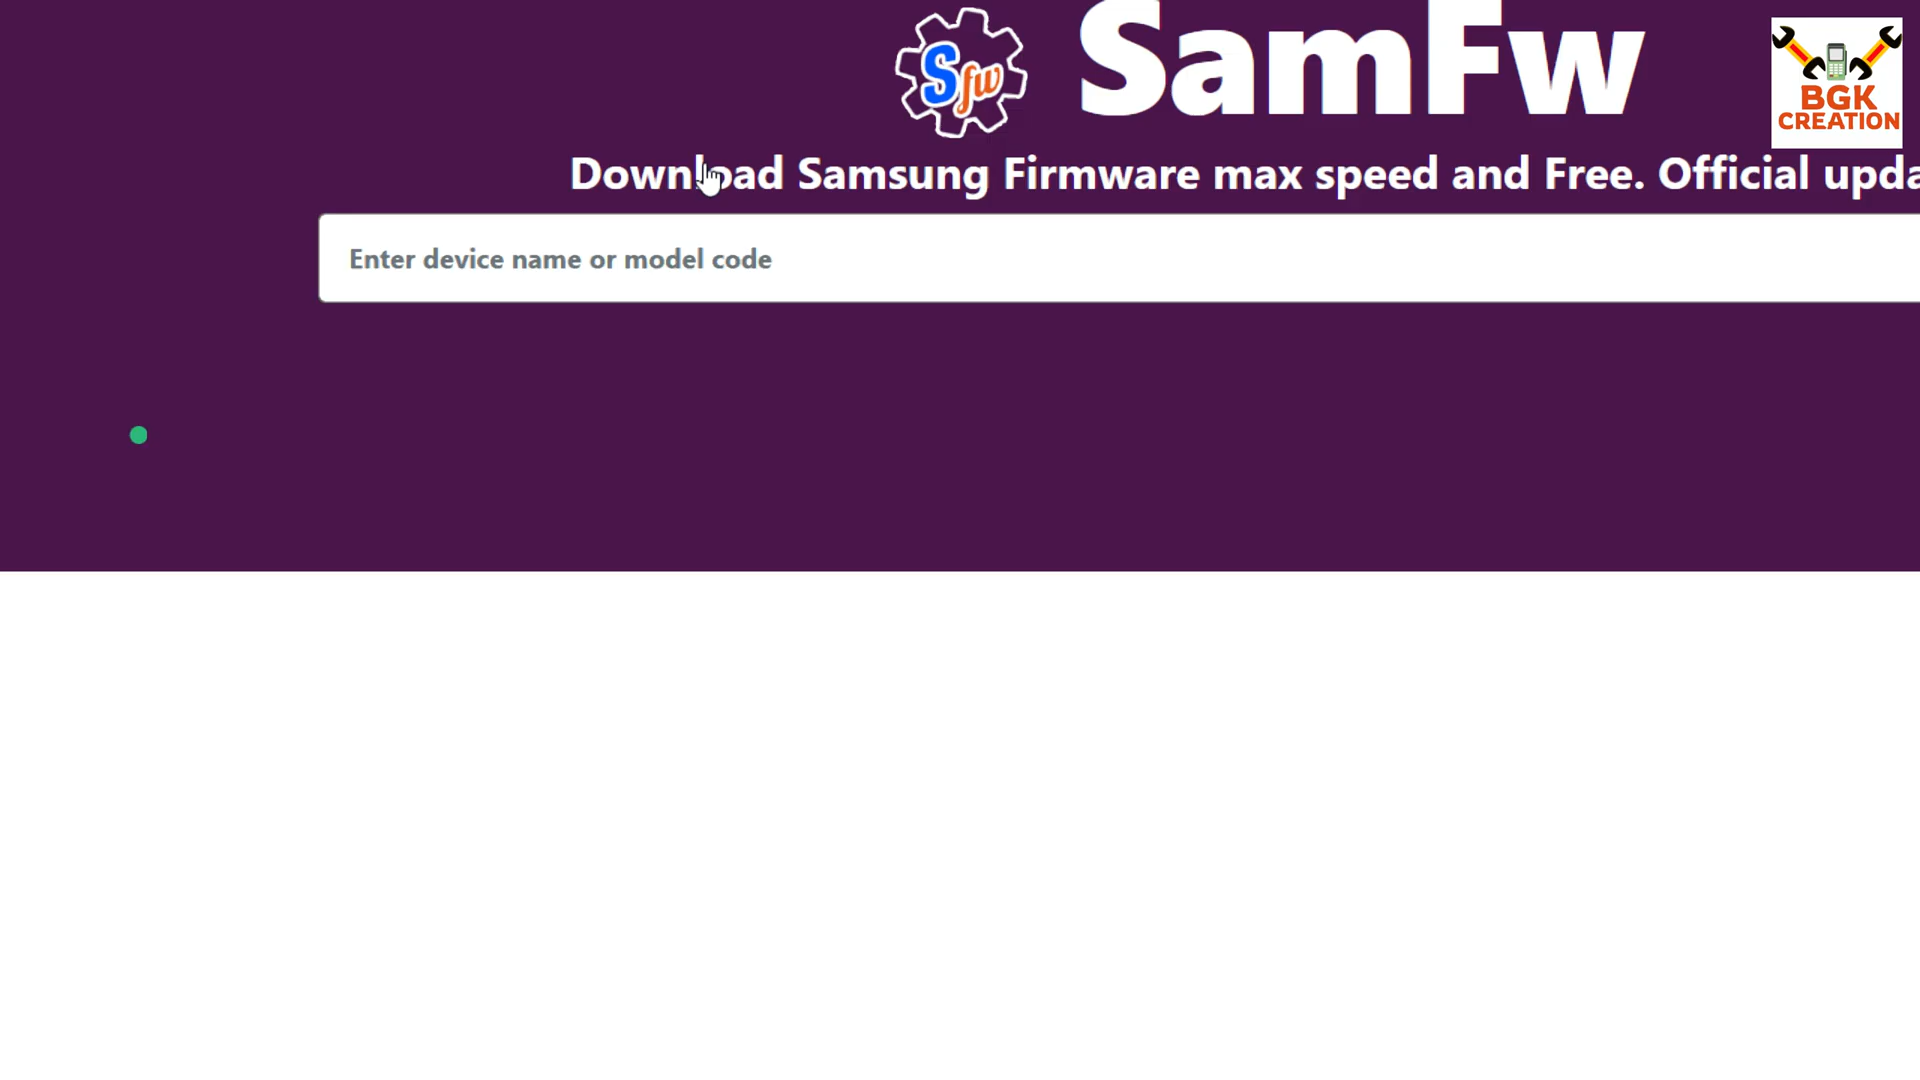 Sfw
SamFw
BGK
CREATION
Download Samsung Firmware max speed and Free. Official upda
Enter device name or model code